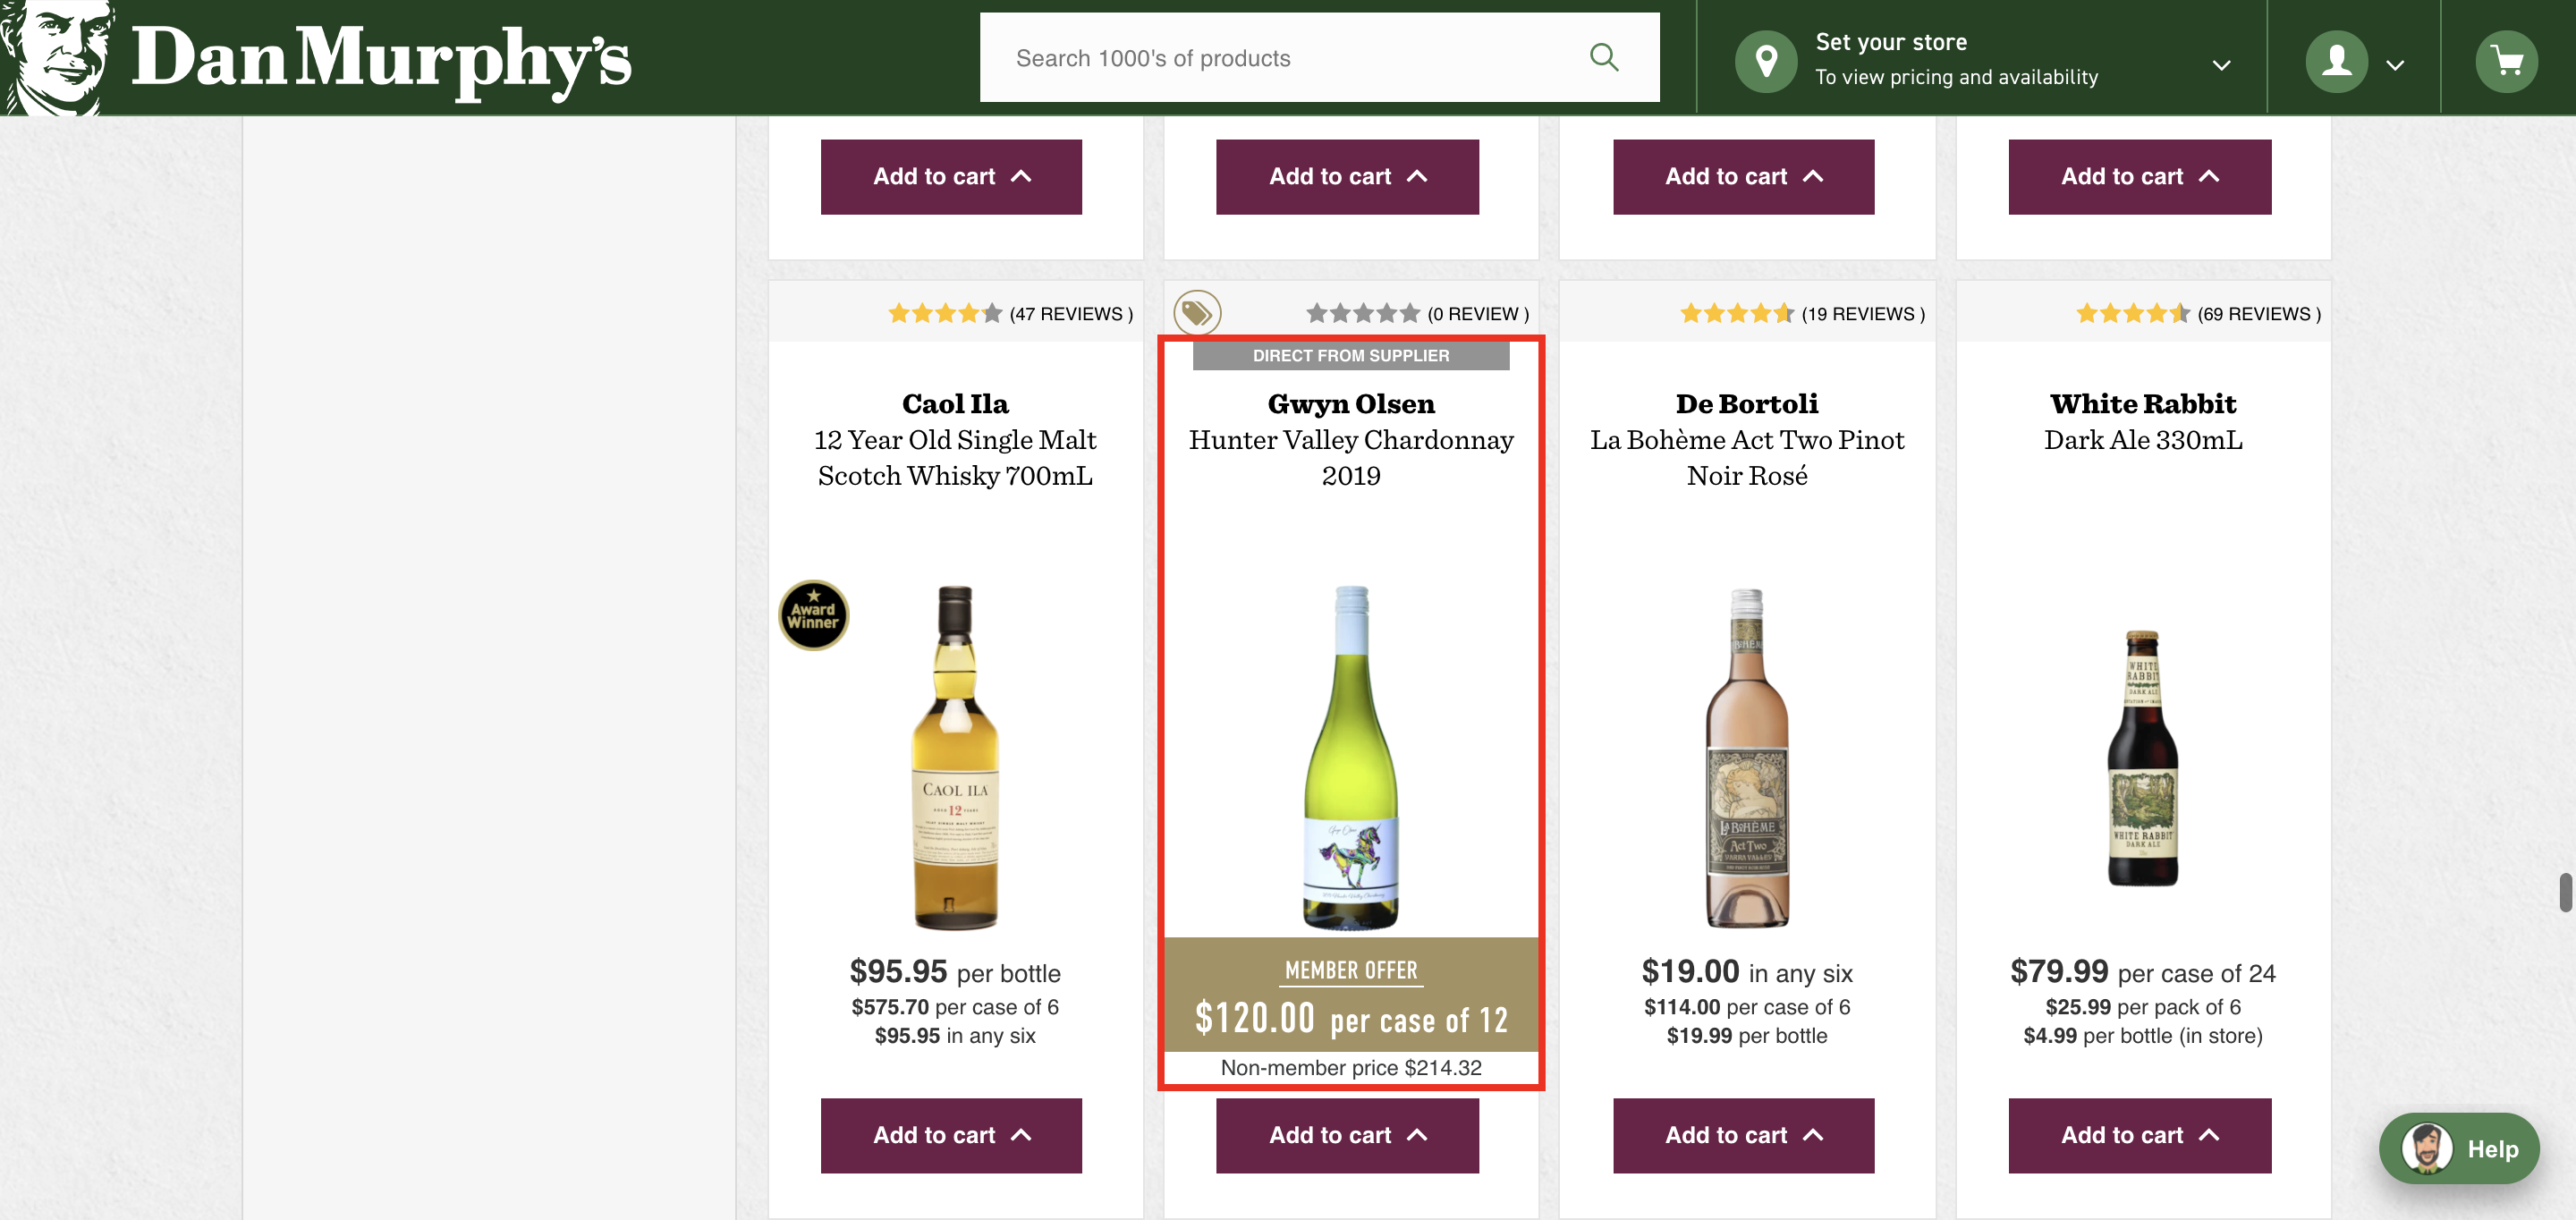 Dan Murphy's
Search 1000's of products
Set your store
To view pricing and availability
Add to cart
Add to cart
Add to cart
Add to cart
(47 REVIEWS )
Caol Ila
12 Year Old Single Malt
Scotch Whisky 700mL
Award
Winner
CAOL ILA
AGED 12 YEARS
$95.95 per bottle
$575.70 per case of 6
$95.95 in any six
Add to cart
(0 REVIEW )
DIRECT FROM SUPPLIER
Gwyn Olsen
Hunter Valley Chardonnay
2019
MEMBER OFFER
$120.00 per case of 12
Non-member price $214.32
Add to cart
(19 REVIEWS )
De Bortoli
La Bohème Act Two Pinot
Noir Rosé
LA BOHÈME
Act Two
YARRA VALLEY
$19.00 in any six
$114.00 per case of 6
$19.99 per bottle
Add to cart
(69 REVIEWS )
White Rabbit
Dark Ale 330mL
WHITE
RABBIT
DARK ALE
WHITE RABBIT
DARK ALE
$79.99 per case of 24
$25.99 per pack of 6
$4.99 per bottle (in store)
Add to cart
Help